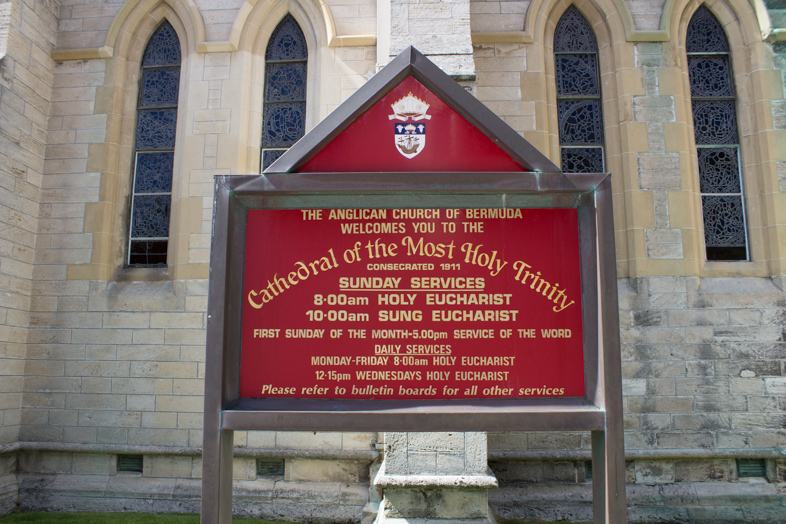 THE ANGLICAN CHURCH OF BERMUDA
WELCOMES YOU TO THE
Cathedral of the Most Holy Trinity
CONSECRATED 1911
SUNDAY SERVICES
8·00am HOLY EUCHARIST
10·00am SUNG EUCHARIST
FIRST SUNDAY OF THE MONTH-5.00pm SERVICE OF THE WORD
DAILY SERVICES
MONDAY-FRIDAY 8·00am HOLY EUCHARIST
12·15pm WEDNESDAYS HOLY EUCHARIST
Please refer to bulletin boards for all other services